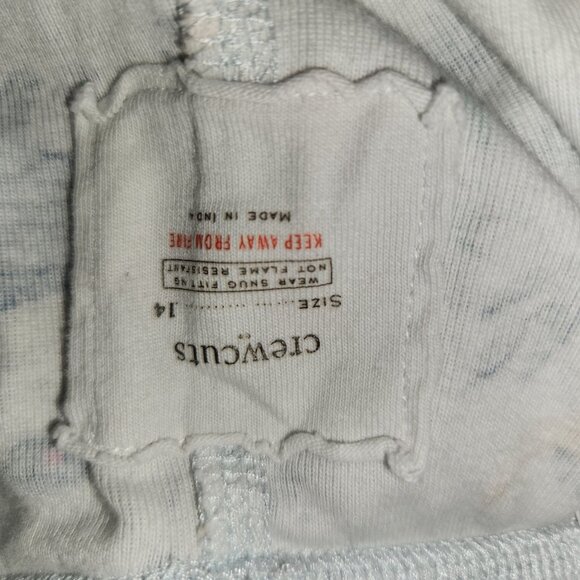 crewcuts
SIZE............14
WEAR SNUG FITTING
NOT FLAME RESISTANT
KEEP AWAY FROM FIRE
MADE IN INDIA